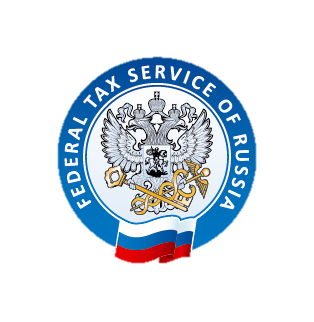 FEDERAL TAX SERVICE OF RUSSIA